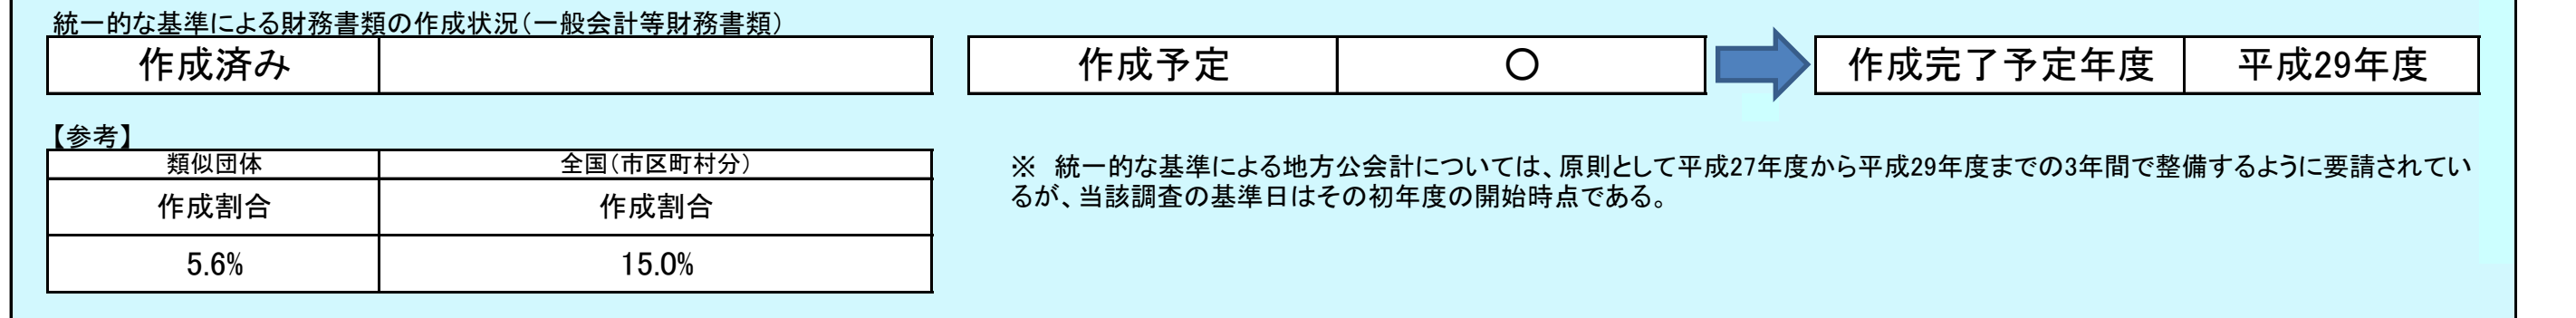 統一的な基準による財務書類の作成状況(一般会計等財務書類)
作成済み
作成予定 〇
作成完了予定年度 平成29年度
【参考】
類似団体 全国(市区町村分)
作成割合 作成割合
5.6% 15.0%
※ 統一的な基準による地方公会計については、原則として平成27年度から平成29年度までの3年間で整備するように要請されてい
るが、当該調査の基準日はその初年度の開始時点である。